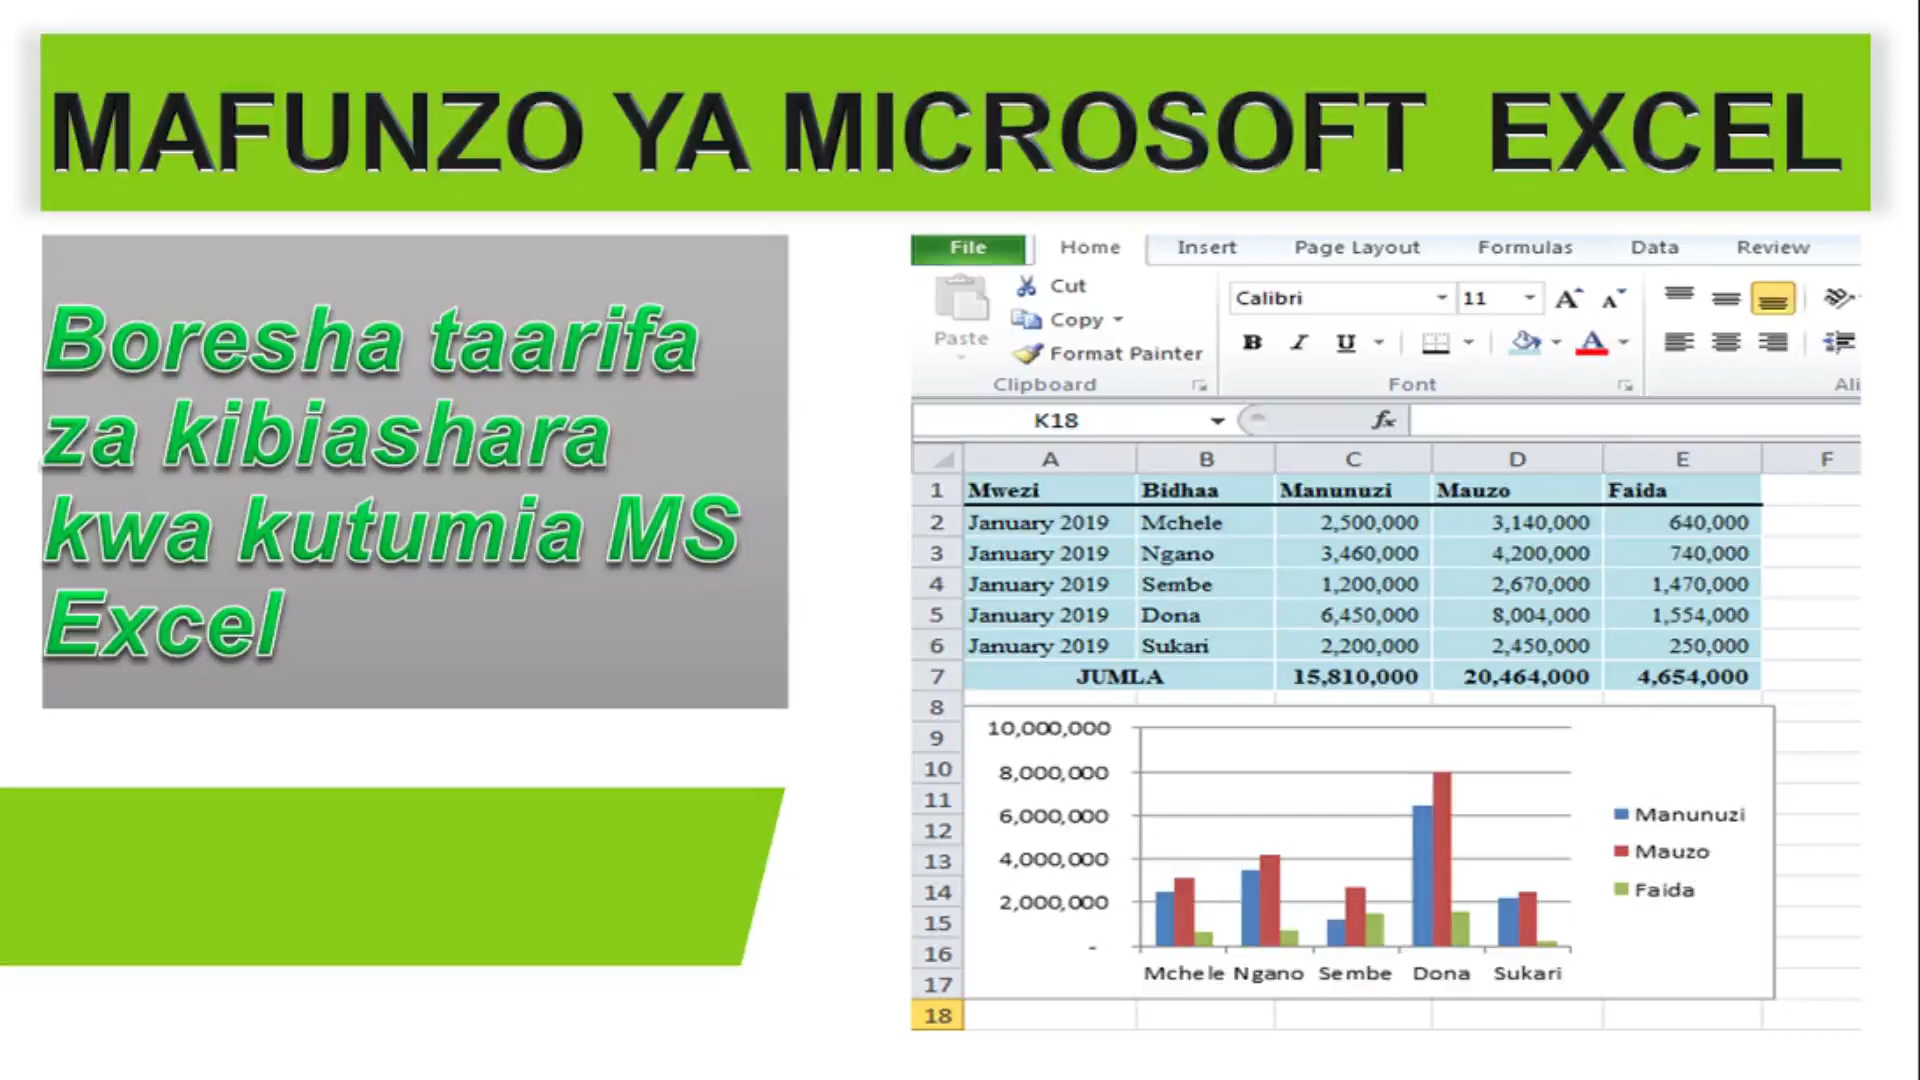 MAFUNZO YA MICROSOFT EXCEL
Boresha taarifa
za kibiashara
kwa kutumia MS
Excel
File Home Insert Page Layout Formulas Data Review
Cut
Copy
Paste
Format Painter
Clipboard
Calibri 11
B I U
Font
Ali
K18 fx
A B C D E F
1 Mwezi Bidhaa Manunuzi Mauzo Faida
2 January 2019 Mchele 2,500,000 3,140,000 640,000
3 January 2019 Ngano 3,460,000 4,200,000 740,000
4 January 2019 Sembe 1,200,000 2,670,000 1,470,000
5 January 2019 Dona 6,450,000 8,004,000 1,554,000
6 January 2019 Sukari 2,200,000 2,450,000 250,000
7 JUMLA 15,810,000 20,464,000 4,654,000
8
9
10
11
12
13
14
15
16
17
18
10,000,000
8,000,000
6,000,000
4,000,000
2,000,000
-
Mchele Ngano Sembe Dona Sukari
Manunuzi
Mauzo
Faida